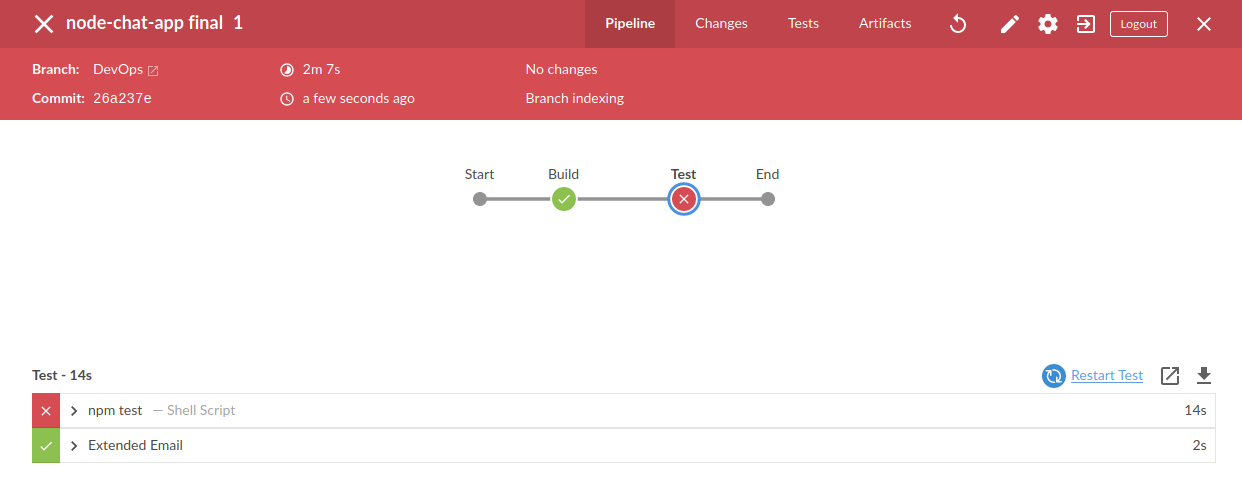 node-chat-app final 1 Pipeline Changes Tests Artifacts Logout
Branch: DevOps 2m 7s No changes
Commit: 26a237e a few seconds ago Branch indexing
Start Build Test End
Test - 14s Restart Test
npm test — Shell Script 14s
Extended Email 2s